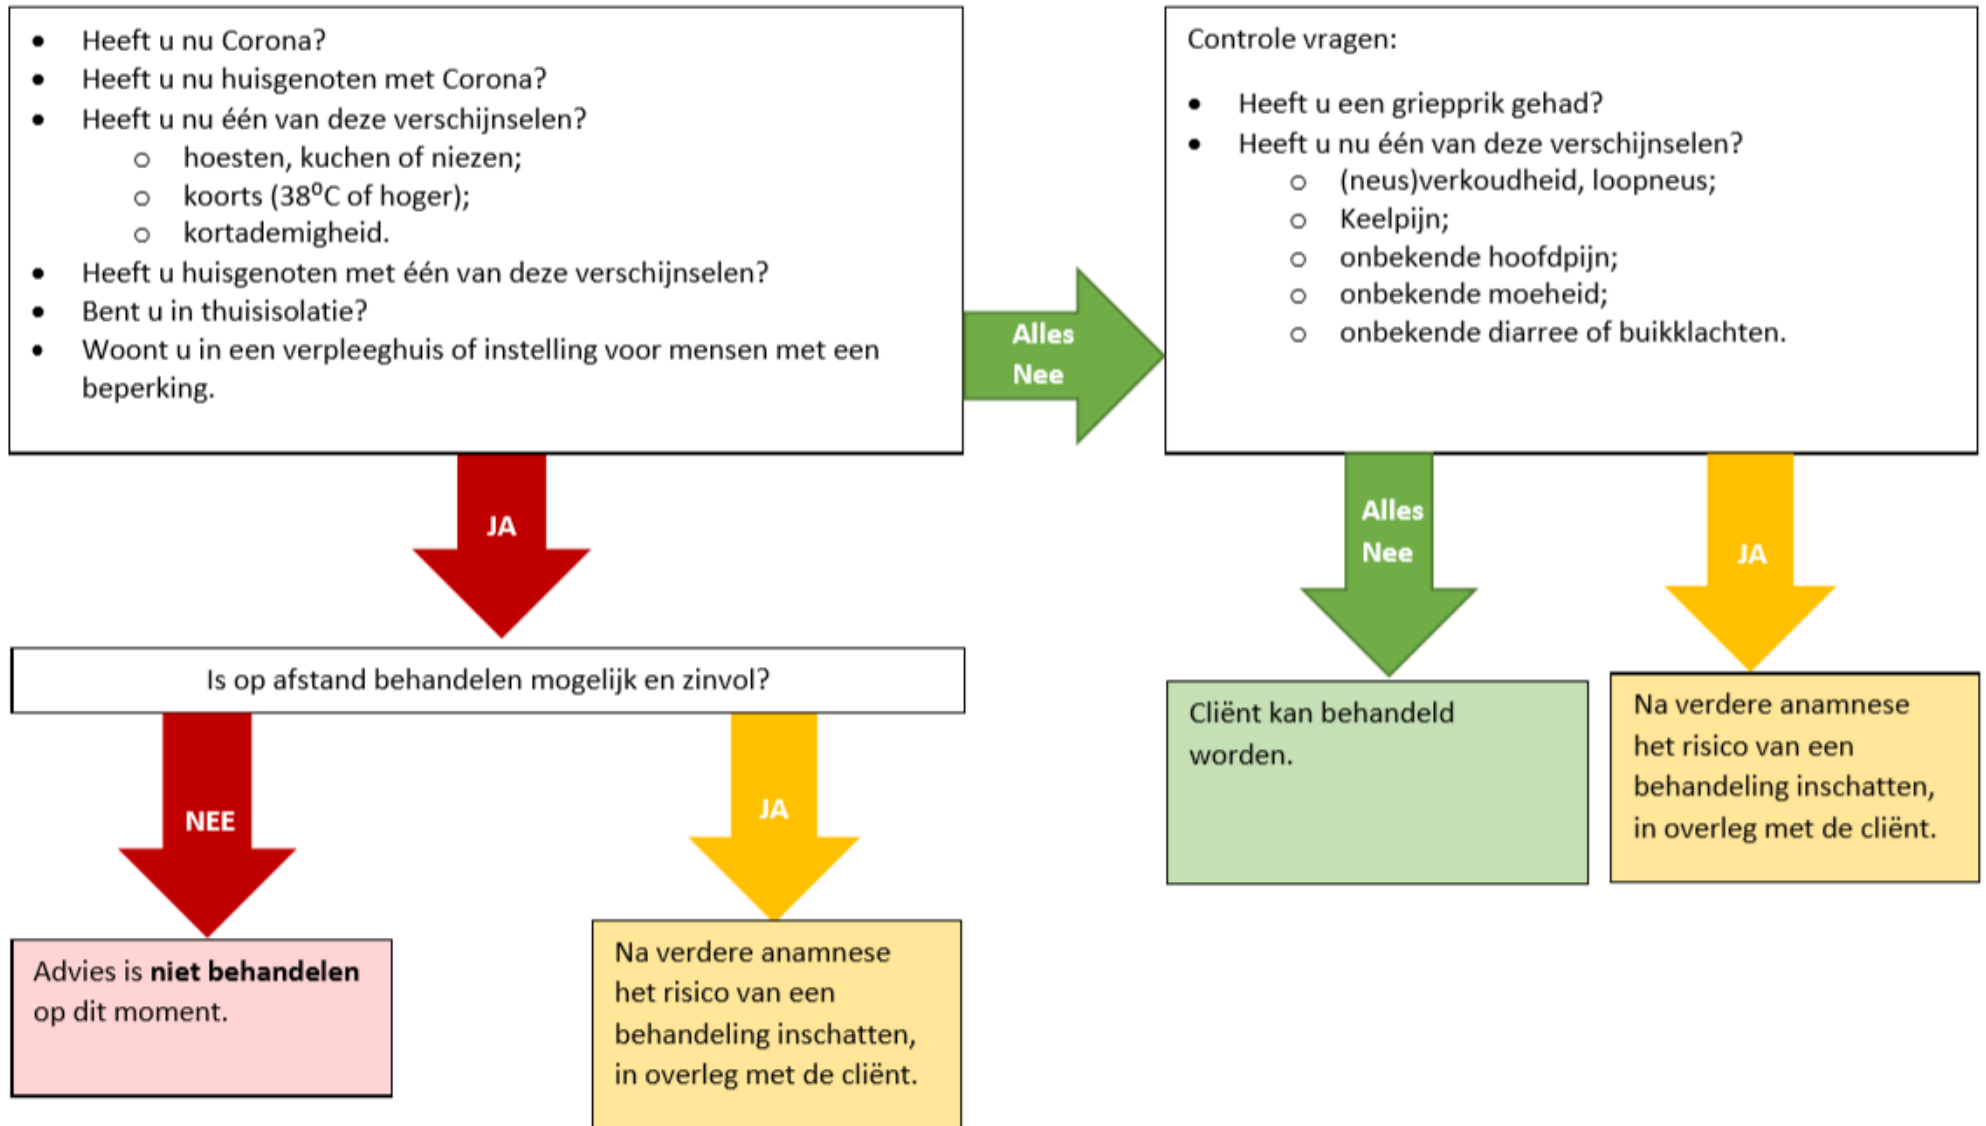 • Heeft u nu Corona?
• Heeft u nu huisgenoten met Corona?
• Heeft u nu één van deze verschijnselen?
o hoesten, kuchen of niezen;
o koorts (38⁰C of hoger);
o kortademigheid.
• Heeft u huisgenoten met één van deze verschijnselen?
• Bent u in thuisisolatie?
• Woont u in een verpleeghuis of instelling voor mensen met een
beperking.
Alles
Nee
Controle vragen:
• Heeft u een griepprik gehad?
• Heeft u nu één van deze verschijnselen?
o (neus)verkoudheid, loopneus;
o Keelpijn;
o onbekende hoofdpijn;
o onbekende moeheid;
o onbekende diarree of buikklachten.
JA
Alles
Nee
JA
Is op afstand behandelen mogelijk en zinvol?
Cliënt kan behandeld
worden.
Na verdere anamnese
het risico van een
behandeling inschatten,
in overleg met de cliënt.
NEE
JA
Advies is niet behandelen
op dit moment.
Na verdere anamnese
het risico van een
behandeling inschatten,
in overleg met de cliënt.